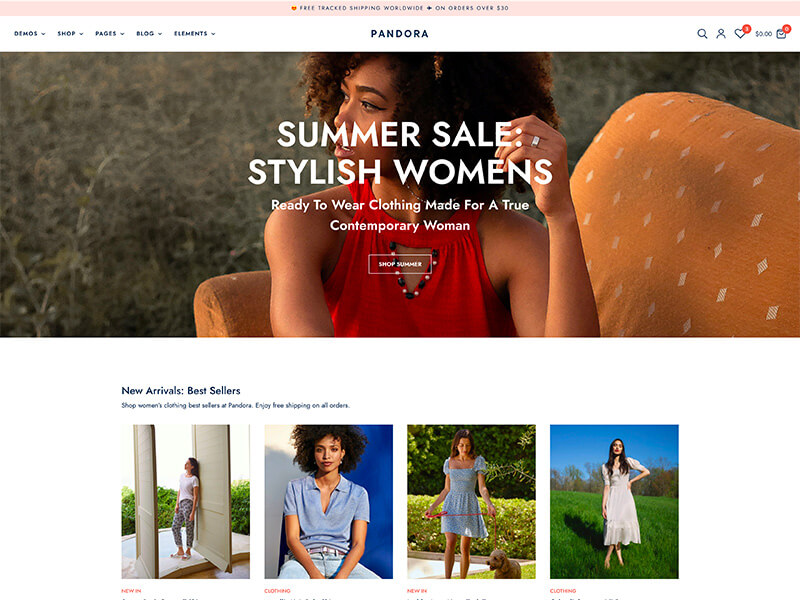 FREE TRACKED SHIPPING WORLDWIDE ON ORDERS OVER $30
DEMOS SHOP PAGES BLOG ELEMENTS PANDORA $0.00
SUMMER SALE:
STYLISH WOMENS
Ready To Wear Clothing Made For A True
Contemporary Woman
SHOP SUMMER
New Arrivals: Best Sellers
Shop women's clothing best sellers at Pandora. Enjoy free shipping on all orders.
NEW IN CLOTHING NEW IN CLOTHING